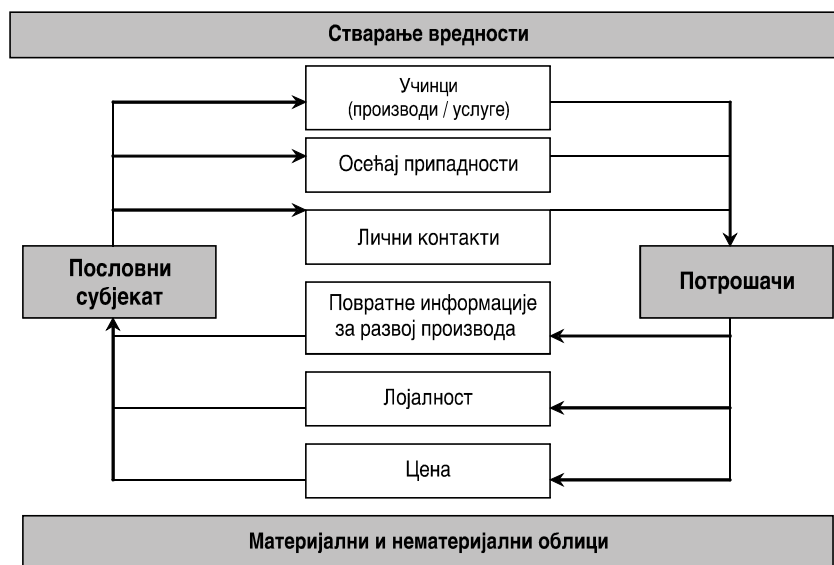 Стварање вредности
Учинци
(производи / услуге)
Осећај припадности
Лични контакти
Пословни
субјекат
Потрошачи
Повратне информације
за развој производа
Лојалност
Цена
Материјални и нематеријални облици